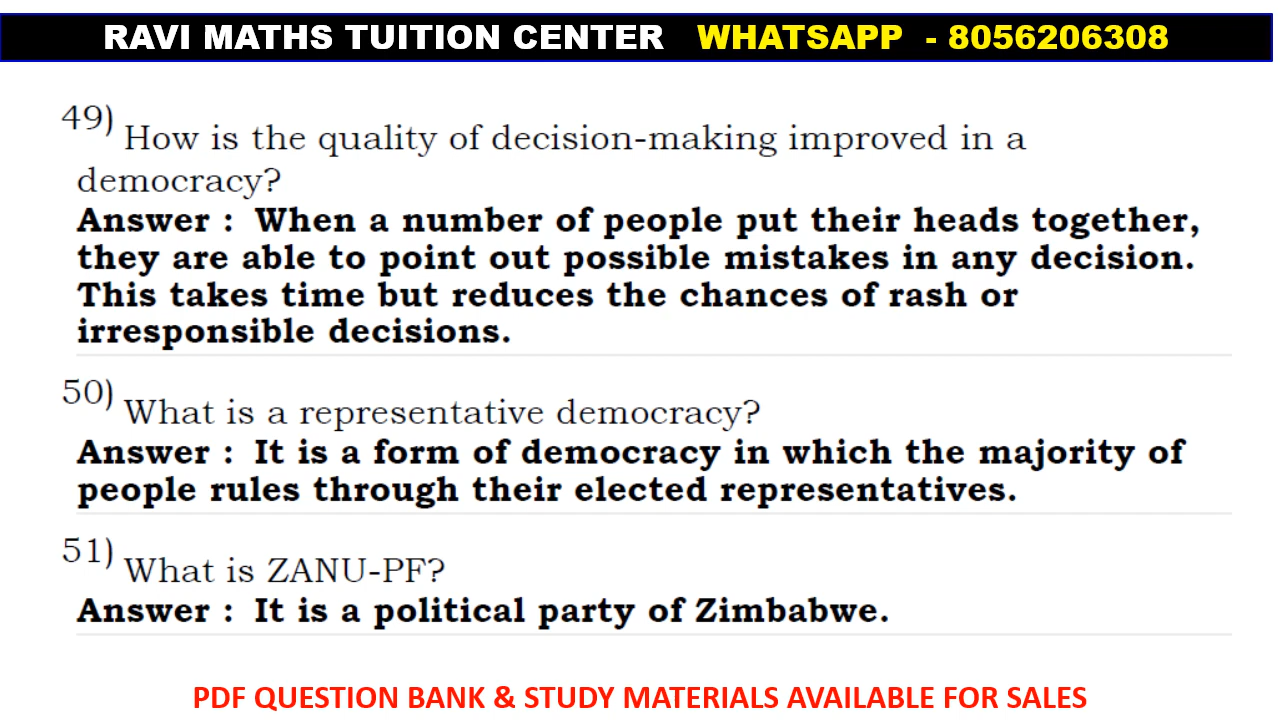 RAVI MATHS TUITION CENTER WHATSAPP - 8056206308
49) How is the quality of decision-making improved in a
democracy?
Answer : When a number of people put their heads together,
they are able to point out possible mistakes in any decision.
This takes time but reduces the chances of rash or
irresponsible decisions.
50) What is a representative democracy?
Answer : It is a form of democracy in which the majority of
people rules through their elected representatives.
51) What is ZANU-PF?
Answer : It is a political party of Zimbabwe.
PDF QUESTION BANK & STUDY MATERIALS AVAILABLE FOR SALES